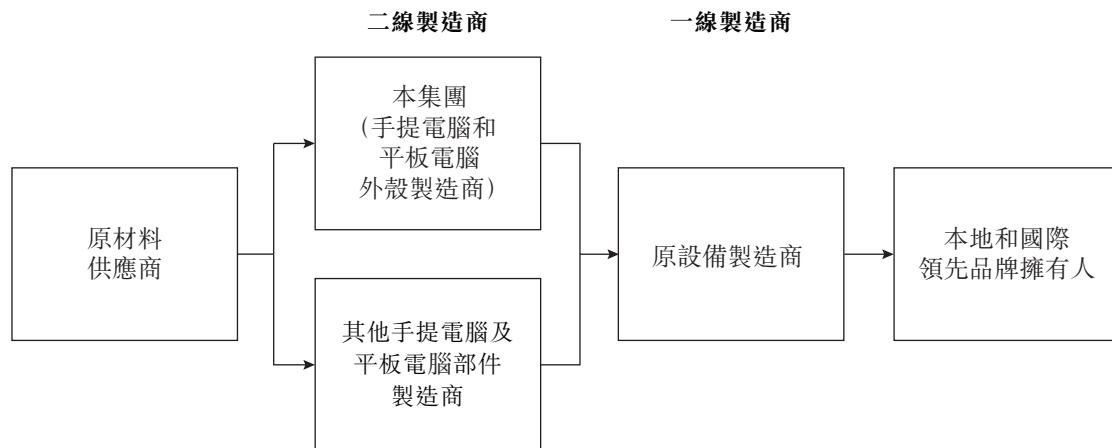 二線製造商
一線製造商
本集團
(手提電腦和
平板電腦
外殼製造商)
原材料
供應商
原設備製造商
本地和國際
領先品牌擁有人
其他手提電腦及
平板電腦部件
製造商